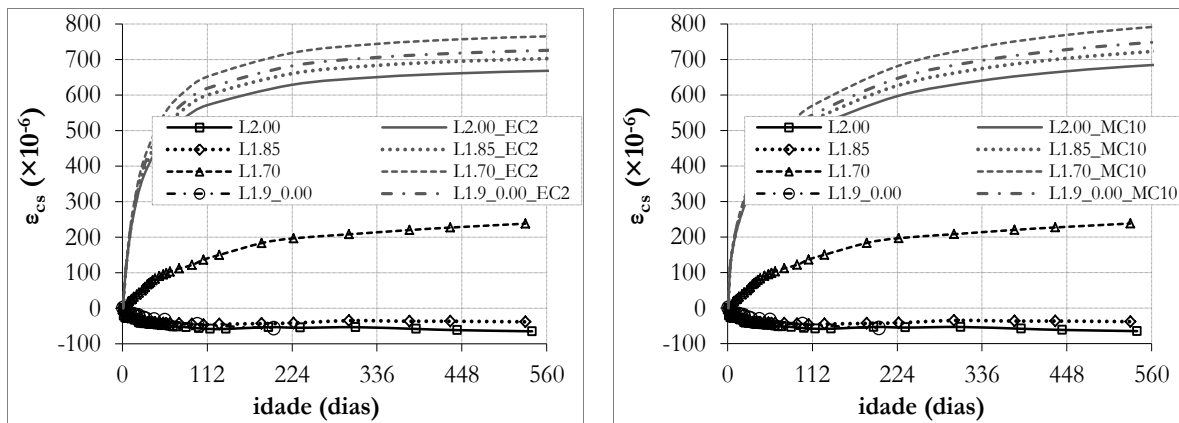 800
700
600
500
400
300
200
100
0
-100
εcs (×10-6)
L2.00 L2.00_EC2
L1.85 L1.85_EC2
L1.70 L1.70_EC2
L1.9_0.00 L1.9_0.00_EC2
0 112 224 336 448 560
idade (dias)
800
700
600
500
400
300
200
100
0
-100
εcs (×10-6)
L2.00 L2.00_MC10
L1.85 L1.85_MC10
L1.70 L1.70_MC10
L1.9_0.00 L1.9_0.00_MC10
0 112 224 336 448 560
idade (dias)